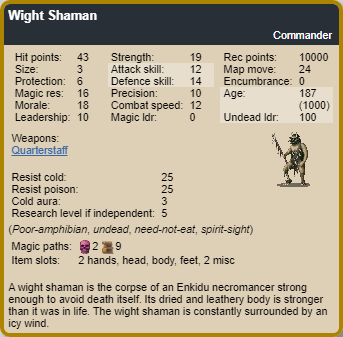 Wight Shaman
Commander
Hit points: 43 Strength: 19 Rec points: 10000
Size: 3 Attack skill: 12 Map move: 24
Protection: 6 Defence skill: 14 Encumbrance: 0
Magic res: 16 Precision: 10 Age: 187
Morale: 18 Combat speed: 12 (1000)
Leadership: 10 Magic ldr: 0 Undead ldr: 100
Weapons:
Quarterstaff
Resist cold: 25
Resist poison: 25
Cold aura: 3
Research level if independent: 5
(Poor-amphibian, undead, need-not-eat, spirit-sight)
Magic paths: 2 9
Item slots: 2 hands, head, body, feet, 2 misc
A wight shaman is the corpse of an Enkidu necromancer strong
enough to avoid death itself. Its dried and leathery body is stronger
than it was in life. The wight shaman is constantly surrounded by an
icy wind.